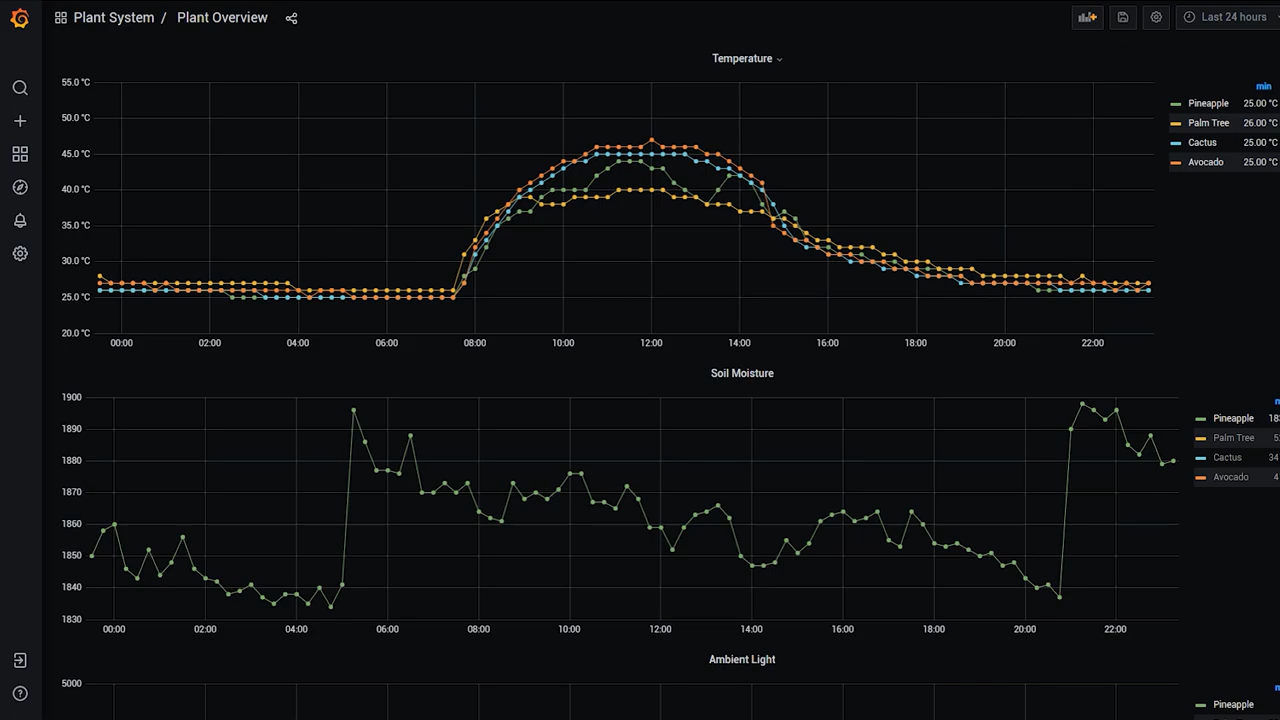 Plant System / Plant Overview
Last 24 hours
Temperature
min
55.0 °C
50.0 °C
45.0 °C
40.0 °C
35.0 °C
30.0 °C
25.0 °C
20.0 °C
00:00 02:00 04:00 06:00 08:00 10:00 12:00 14:00 16:00 18:00 20:00 22:00
Pineapple 25.00 °C
Palm Tree 26.00 °C
Cactus 25.00 °C
Avocado 25.00 °C
Soil Moisture
1900
1890
1880
1870
1860
1850
1840
1830
00:00 02:00 04:00 06:00 08:00 10:00 12:00 14:00 16:00 18:00 20:00 22:00
Pineapple
Palm Tree
Cactus 34
Avocado 4
Ambient Light
5000
Pineapple